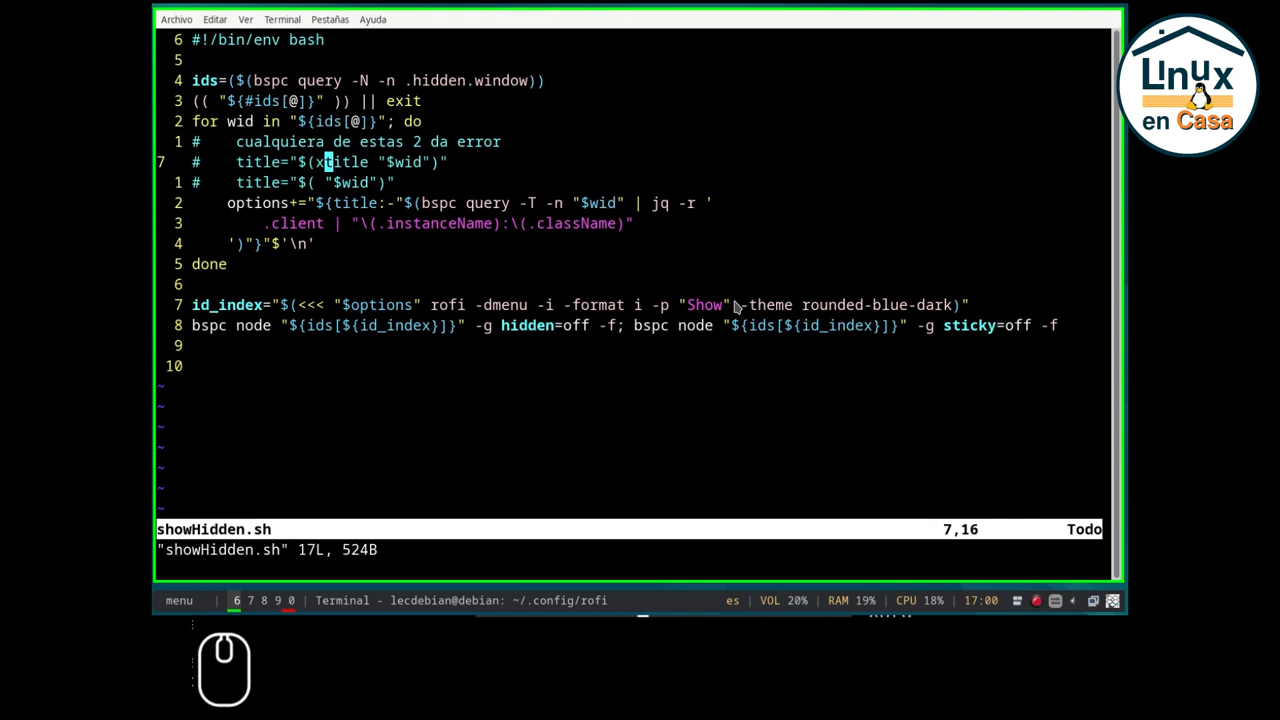 Archivo Editar Ver Terminal Pestañas Ayuda
6 #!/bin/env bash
5
4 ids=($(bspc query -N -n .hidden.window))
3 (( "${#ids[@]}" )) || exit
2 for wid in "${ids[@]}"; do
1 #    cualquiera de estas 2 da error
7 #    title="$(xtitle "$wid")"
1 #    title="$( "$wid")"
2     options+="${title:-"$(bspc query -T -n "$wid" | jq -r '
3         .client | "\(.instanceName):\(.className)"
4     ')"}"$'\n'
5 done
6
7 id_index="$(<<< "$options" rofi -dmenu -i -format i -p "Show" -theme rounded-blue-dark)"
8 bspc node "${ids[${id_index}]}" -g hidden=off -f; bspc node "${ids[${id_index}]}" -g sticky=off -f
9
10
~
~
~
~
~
~
~
showHidden.sh 7,16 Todo
"showHidden.sh" 17L, 524B
menu | 6 7 8 9 0 | Terminal - lecdebian@debian: ~/.config/rofi es | VOL 20% | RAM 19% | CPU 18% | 17:00
Linux
en Casa